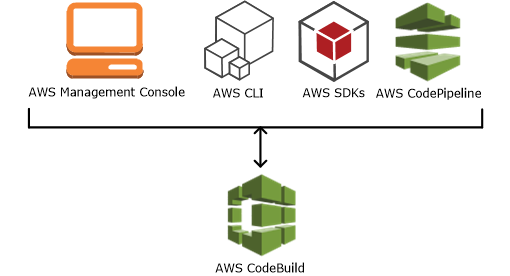 AWS Management Console
AWS CLI
AWS SDKs
AWS CodePipeline
AWS CodeBuild